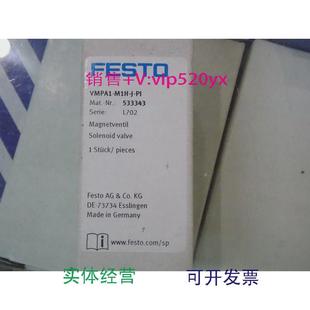 FESTO
销售+V:vip520yx
VMPA1-M1H-J-PI
Mat. Nr.: 533343
Serie: L702
Magnetventil
Solenoid valve
1 Stück/ pieces
Festo AG & Co. KG
DE-73734 Esslingen
Made in Germany
www.festo.com/sp
实体经营 可开发票